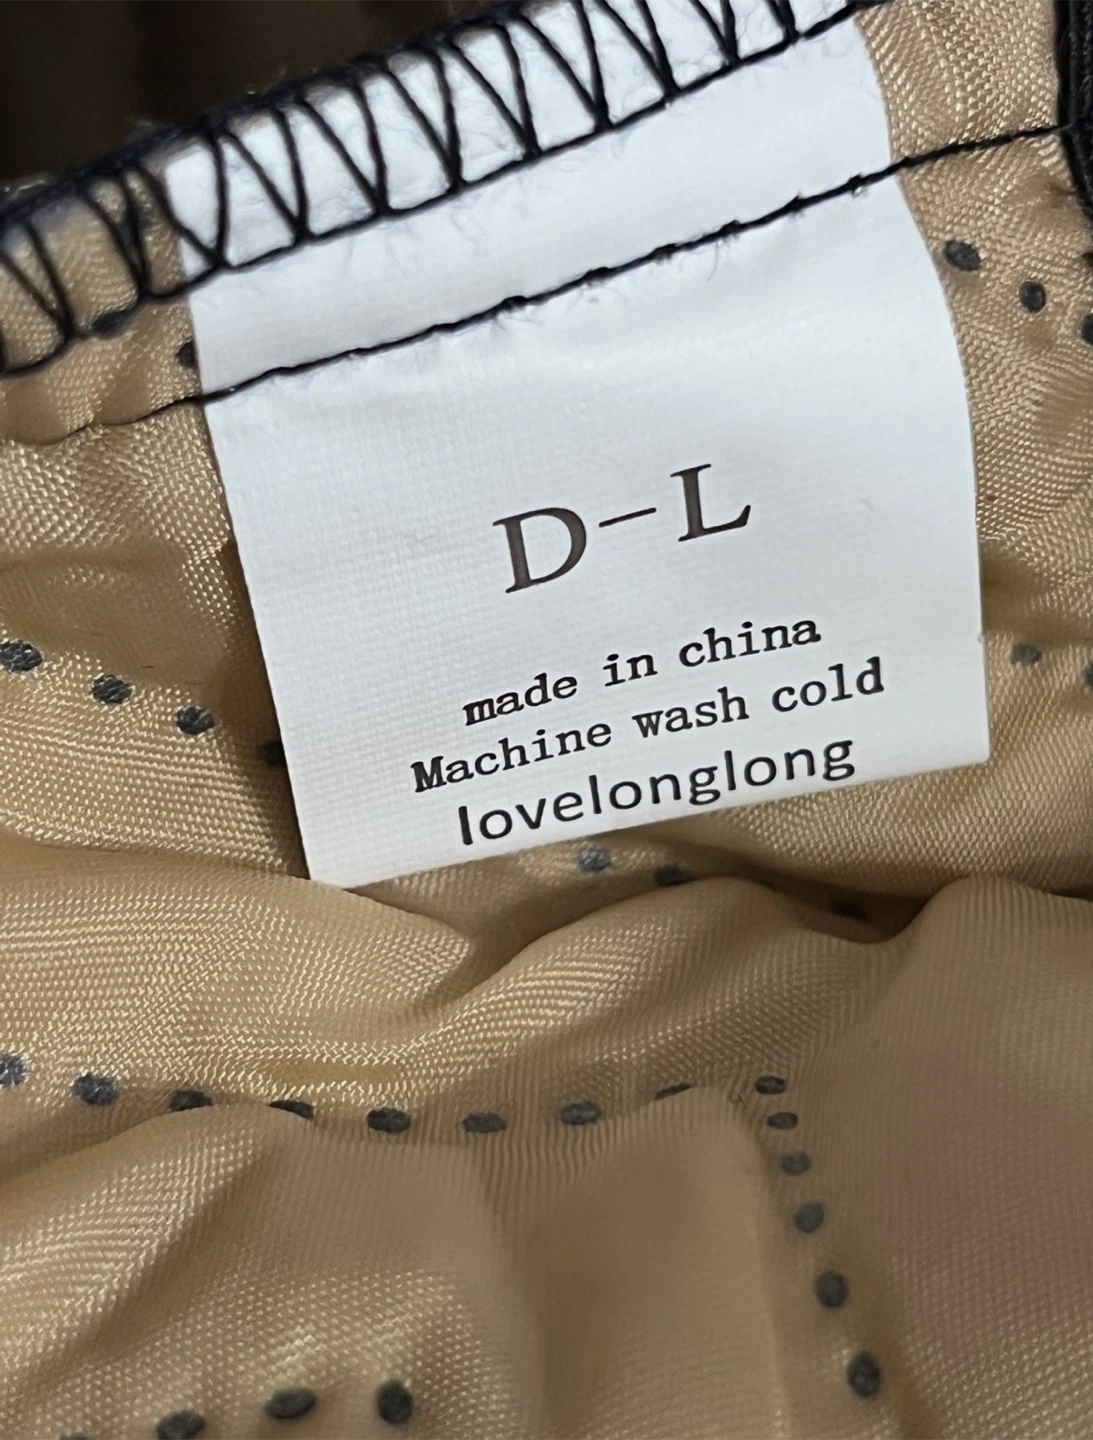 D-L
made in china
Machine wash cold
lovelonglong